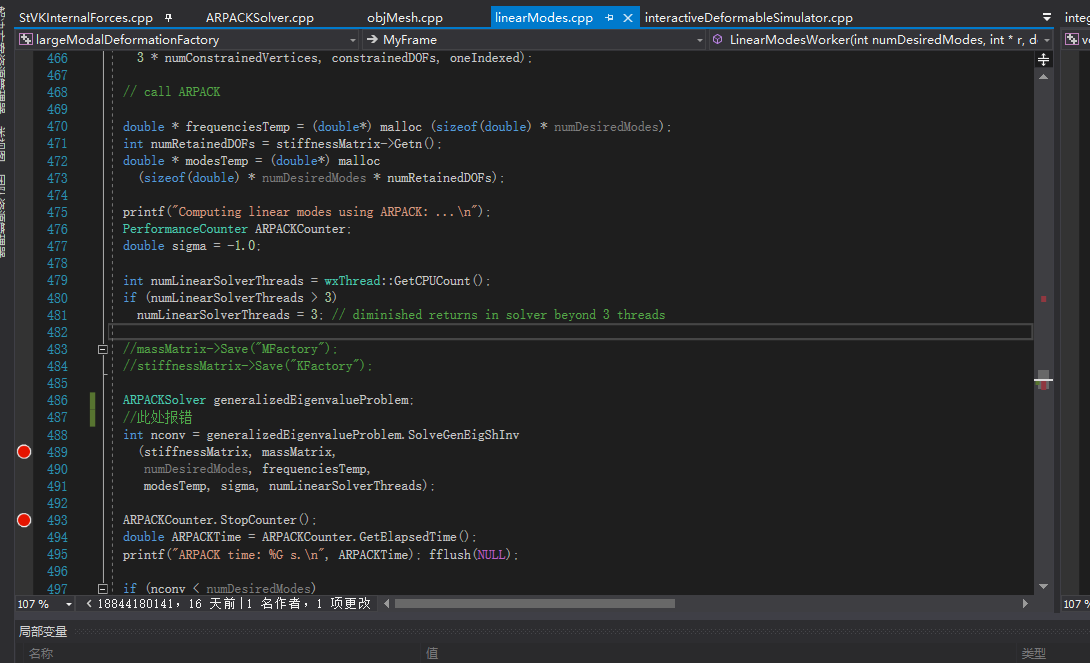 StVKInternalForces.cpp ARPACKSolver.cpp objMesh.cpp linearModes.cpp interactiveDeformableSimulator.cpp integ
largeModalDeformationFactory MyFrame LinearModesWorker(int numDesiredModes, int * r, d
466 3 * numConstrainedVertices, constrainedDOFs, oneIndexed);
467
468 // call ARPACK
469
470 double * frequenciesTemp = (double*) malloc (sizeof(double) * numDesiredModes);
471 int numRetainedDOFs = stiffnessMatrix->Getn();
472 double * modesTemp = (double*) malloc
473 (sizeof(double) * numDesiredModes * numRetainedDOFs);
474
475 printf("Computing linear modes using ARPACK: ...\n");
476 PerformanceCounter ARPACKCounter;
477 double sigma = -1.0;
478
479 int numLinearSolverThreads = wxThread::GetCPUCount();
480 if (numLinearSolverThreads > 3)
481 numLinearSolverThreads = 3; // diminished returns in solver beyond 3 threads
482
483 //massMatrix->Save("MFactory");
484 //stiffnessMatrix->Save("KFactory");
485
486 ARPACKSolver generalizedEigenvalueProblem;
487 //此处报错
488 int nconv = generalizedEigenvalueProblem.SolveGenEigShInv
489 (stiffnessMatrix, massMatrix,
490 numDesiredModes, frequenciesTemp,
491 modesTemp, sigma, numLinearSolverThreads);
492
493 ARPACKCounter.StopCounter();
494 double ARPACKTime = ARPACKCounter.GetElapsedTime();
495 printf("ARPACK time: %G s.\n", ARPACKTime); fflush(NULL);
496
497 if (nconv < numDesiredModes)
107 % 18844180141，16 天前|1 名作者，1 项更改 107 %
局部变量
名称 值 类型